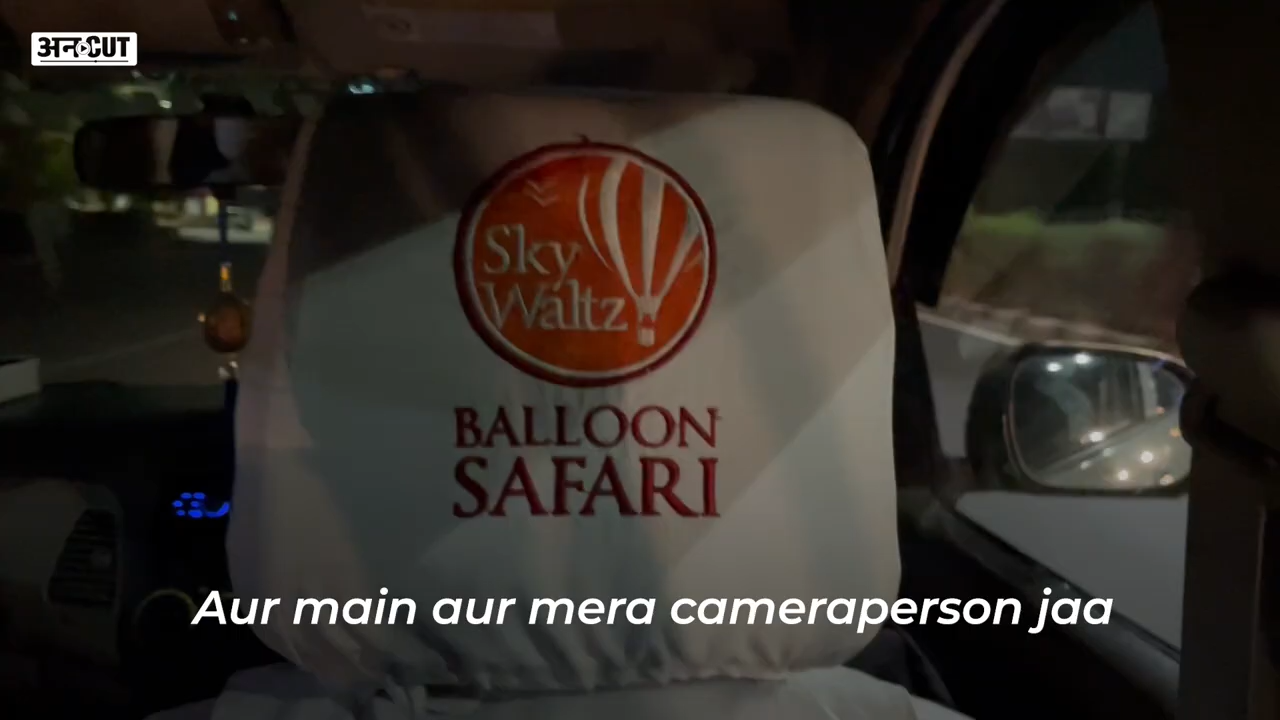 अनCUT
Sky
Waltz
BALLOON
SAFARI
Aur main aur mera cameraperson jaa